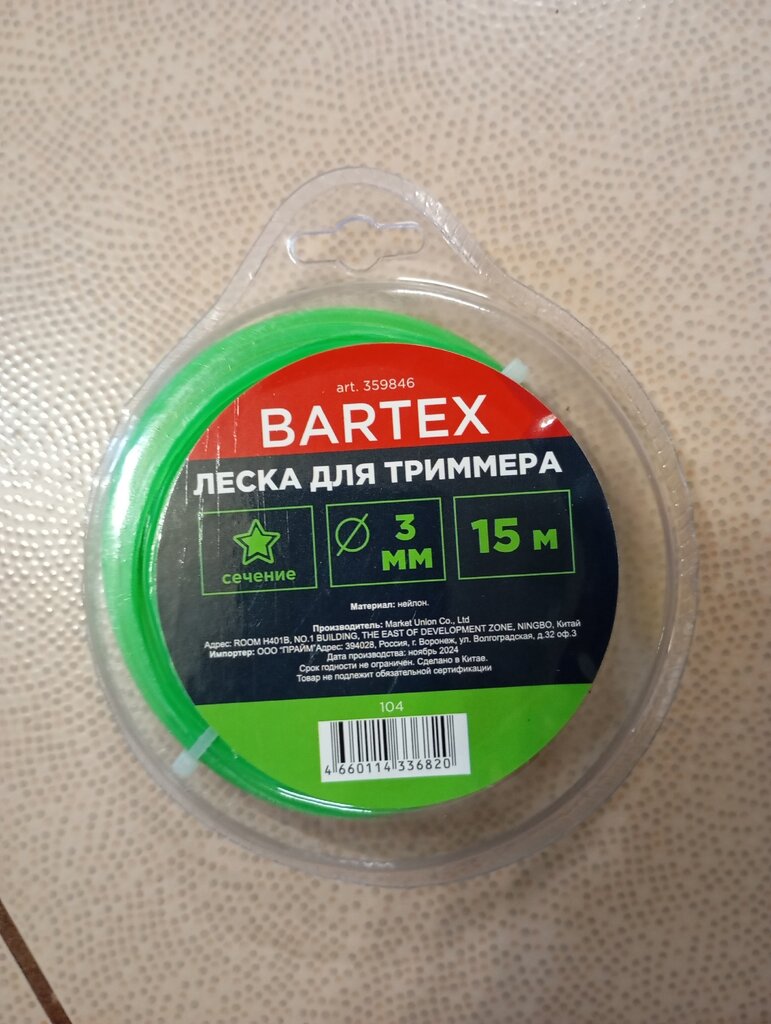 art. 359846
BARTEX
ЛЕСКА ДЛЯ ТРИММЕРА
сечение
3
мм
15 м
Материал: нейлон.
Производитель: Market Union Co., Ltd
Адрес: ROOM H401B, NO.1 BUILDING, THE EAST OF DEVELOPMENT ZONE, NINGBO, Китай
Импортер: ООО "ПРАЙМ"Адрес: 394028, Россия, г. Воронеж, ул. Волгоградская, д.32 оф.3
Дата производства: ноябрь 2024
Срок годности не ограничен. Сделано в Китае.
Товар не подлежит обязательной сертификации
104
4 660114 336820